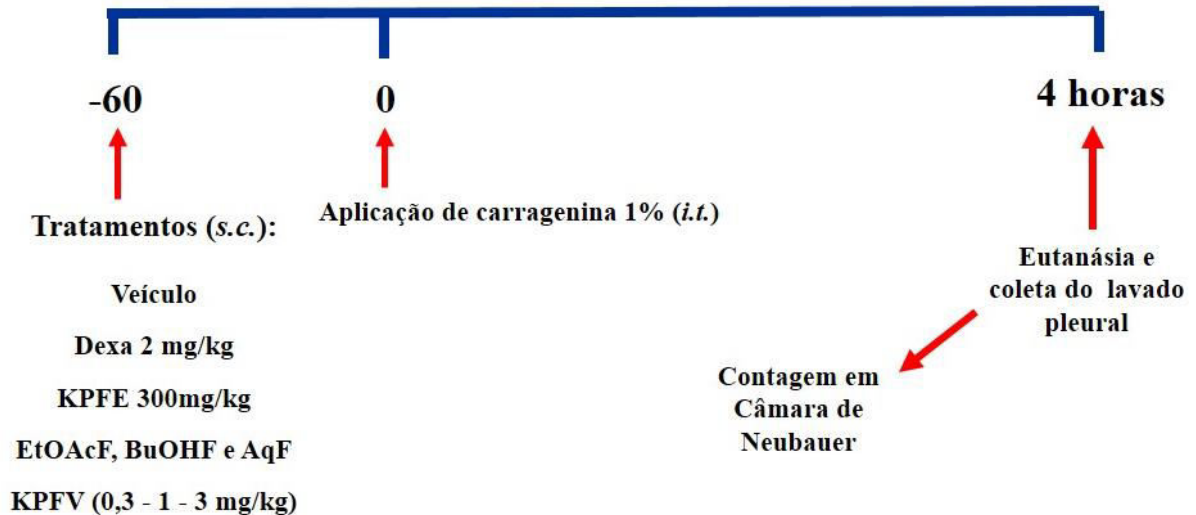 -60
0
4 horas
Tratamentos (s.c.):
Veículo
Dexa 2 mg/kg
KPFE 300mg/kg
EtOAcF, BuOHF e AqF
KPFV (0,3 - 1 - 3 mg/kg)
Aplicação de carragenina 1% (i.t.)
Eutanásia e
coleta do lavado
pleural
Contagem em
Câmara de
Neubauer